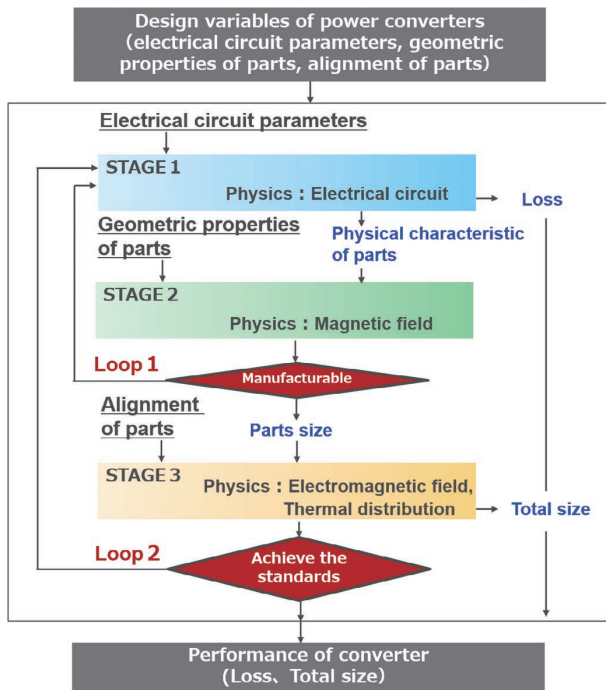 Design variables of power converters
（electrical circuit parameters, geometric
properties of parts, alignment of parts）
Electrical circuit parameters
STAGE 1
Physics：Electrical circuit
Loss
Geometric properties
of parts
Physical characteristic
of parts
STAGE 2
Physics：Magnetic field
Loop 1
Manufacturable
Alignment
of parts
Parts size
STAGE 3
Physics：Electromagnetic field,
Thermal distribution
Total size
Loop 2
Achieve the
standards
Performance of converter
(Loss、Total size）